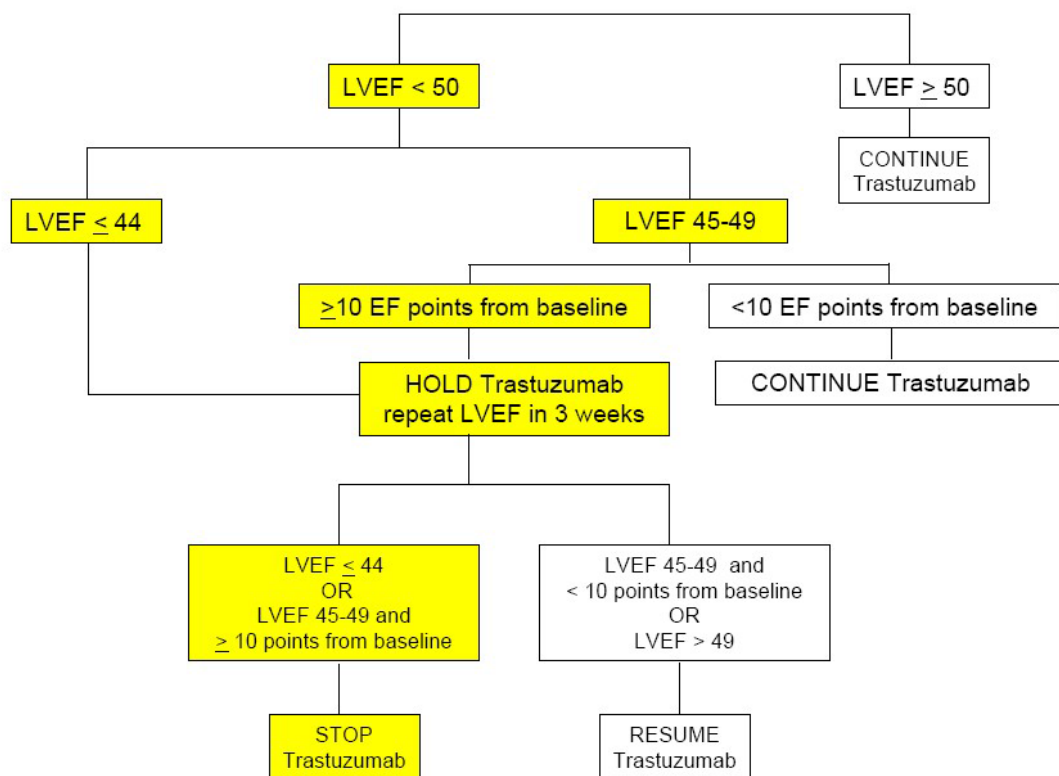 LVEF < 50
LVEF ≥ 50
CONTINUE
Trastuzumab
LVEF ≤ 44
LVEF 45-49
≥10 EF points from baseline
<10 EF points from baseline
HOLD Trastuzumab
repeat LVEF in 3 weeks
CONTINUE Trastuzumab
LVEF ≤ 44
OR
LVEF 45-49 and
≥ 10 points from baseline
LVEF 45-49 and
< 10 points from baseline
OR
LVEF > 49
STOP
Trastuzumab
RESUME
Trastuzumab